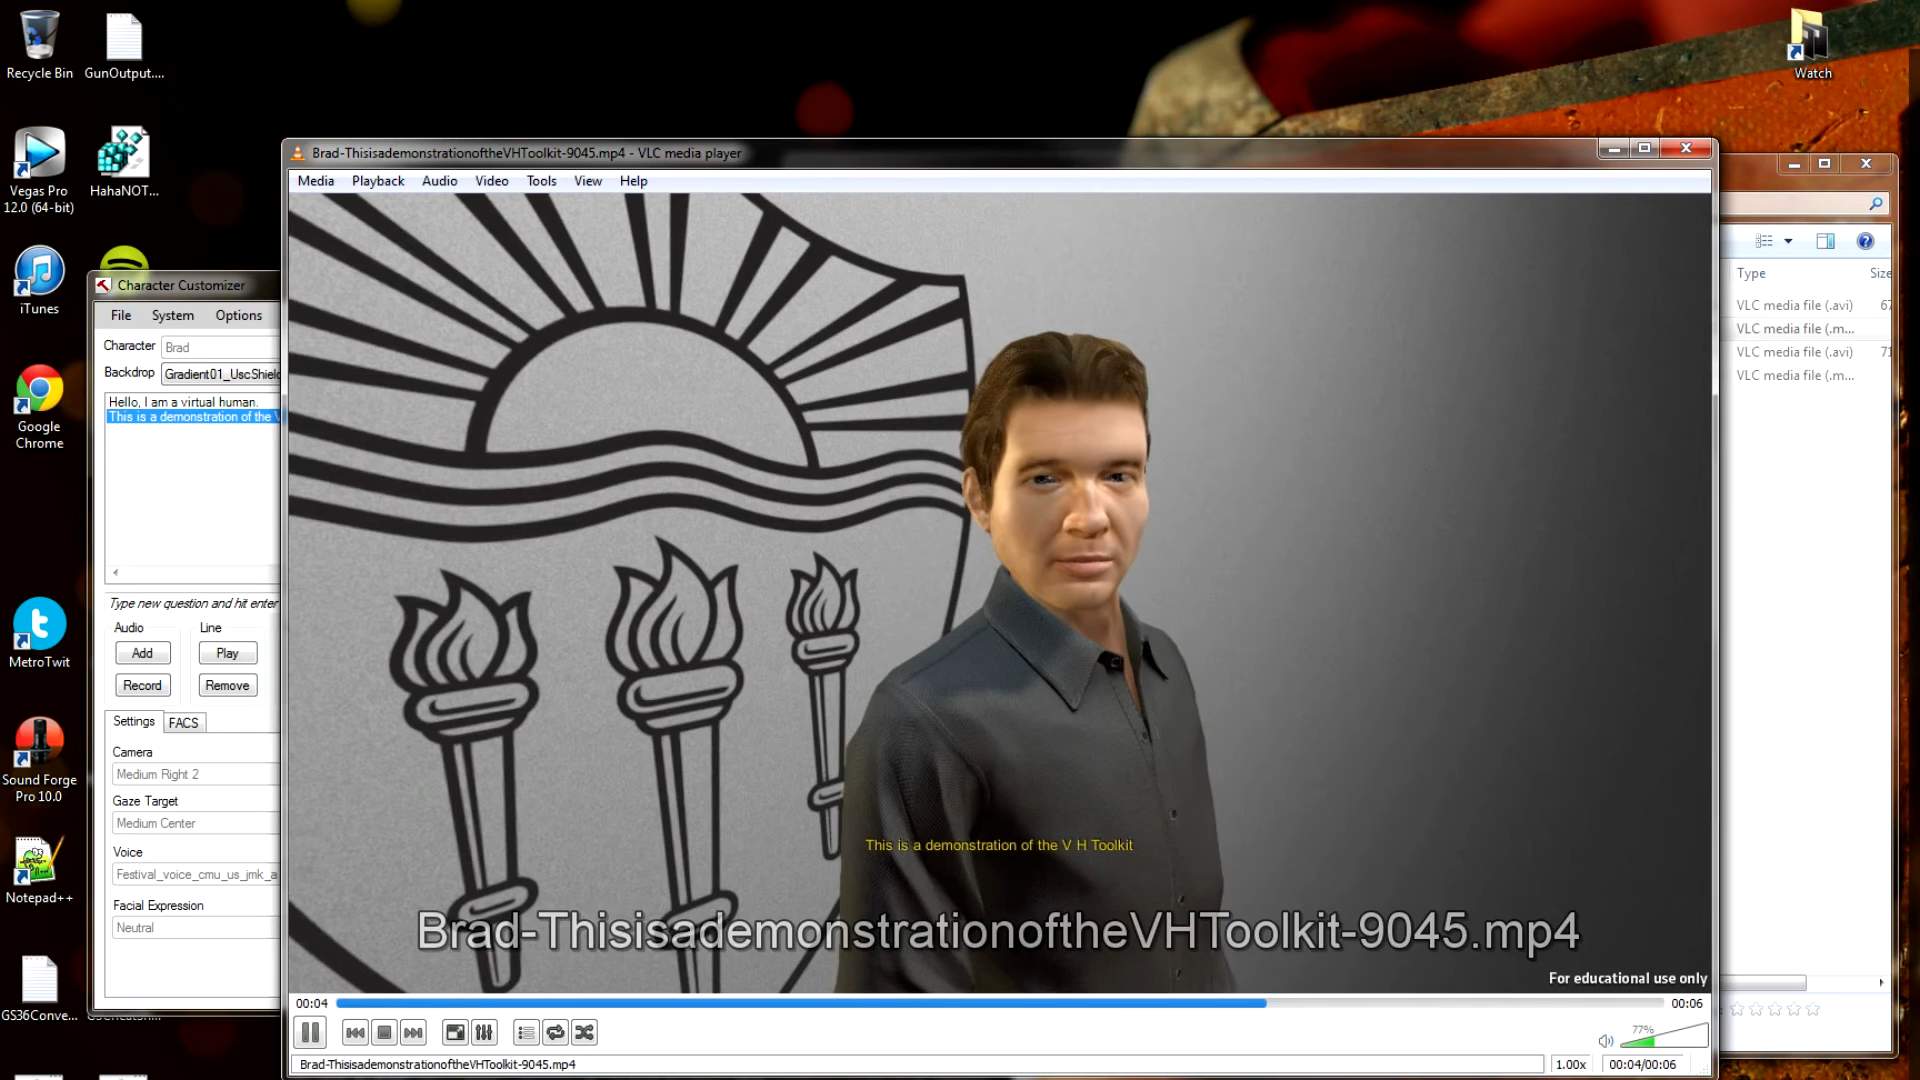 Recycle Bin
GunOutput....
Watch
Vegas Pro
12.0 (64-bit)
HahaNOT...
iTunes
Google
Chrome
MetroTwit
Sound Forge
Pro 10.0
Notepad++
GS36Conve...
Character Customizer
File System Options
Character Brad
Backdrop Gradient01_UscShield
Hello, I am a virtual human.
This is a demonstration of the V
Type new question and hit enter
Audio Line
Add Play
Record Remove
Settings FACS
Camera
Medium Right 2
Gaze Target
Medium Center
Voice
Festival_voice_cmu_us_jmk_a
Facial Expression
Neutral
Brad-ThisisademonstrationoftheVHToolkit-9045.mp4 - VLC media player
Media Playback Audio Video Tools View Help
This is a demonstration of the V H Toolkit
Brad-ThisisademonstrationoftheVHToolkit-9045.mp4
For educational use only
00:04 00:06
77%
Brad-ThisisademonstrationoftheVHToolkit-9045.mp4 1.00x 00:04/00:06
Type Size
VLC media file (.avi) 67
VLC media file (.m...
VLC media file (.avi) 71
VLC media file (.m...